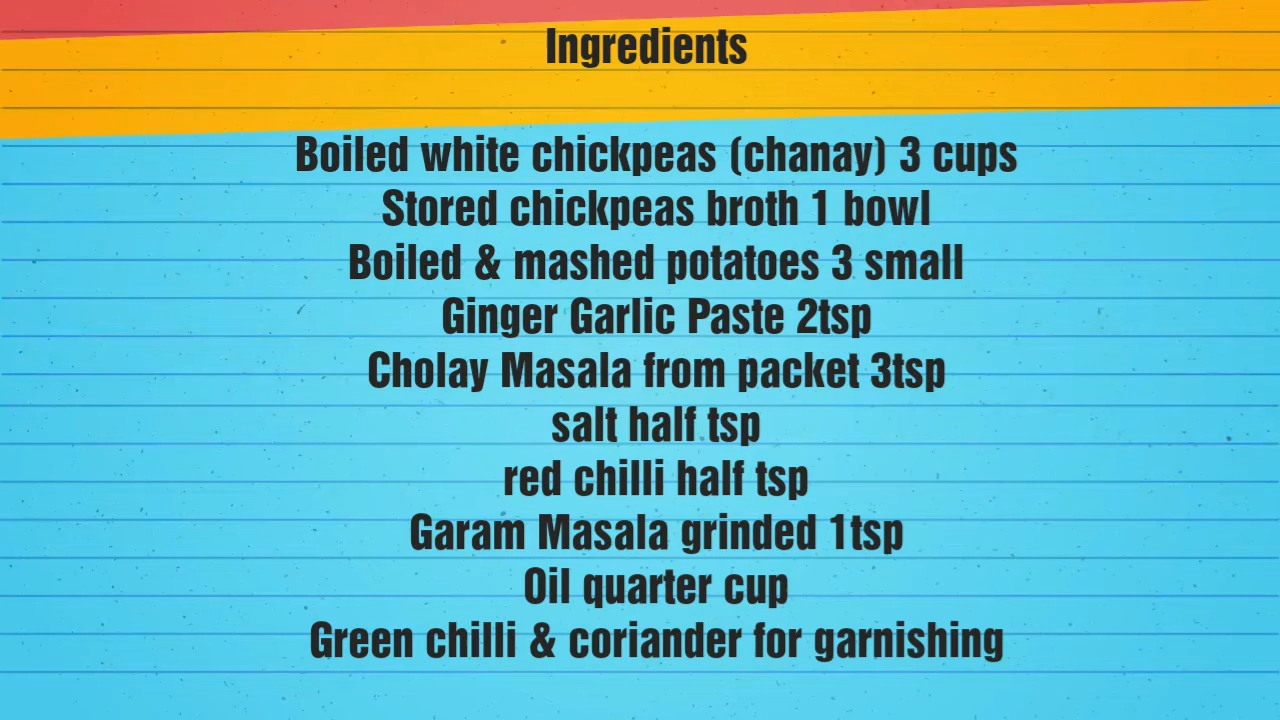 Ingredients
Boiled white chickpeas (chanay) 3 cups
Stored chickpeas broth 1 bowl
Boiled & mashed potatoes 3 small
Ginger Garlic Paste 2tsp
Cholay Masala from packet 3tsp
salt half tsp
red chilli half tsp
Garam Masala grinded 1tsp
Oil quarter cup
Green chilli & coriander for garnishing